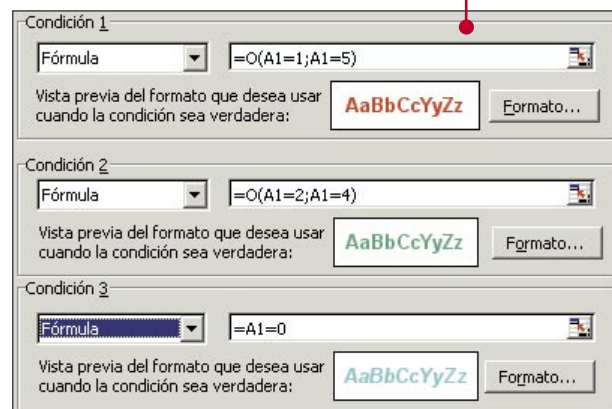 Condición 1
Fórmula =O(A1=1;A1=5)
Vista previa del formato que desea usar
cuando la condición sea verdadera:
AaBbCcYyZz
Formato...
Condición 2
Fórmula =O(A1=2;A1=4)
Vista previa del formato que desea usar
cuando la condición sea verdadera:
AaBbCcYyZz
Formato...
Condición 3
Fórmula =A1=0
Vista previa del formato que desea usar
cuando la condición sea verdadera:
AaBbCcYyZz
Formato...